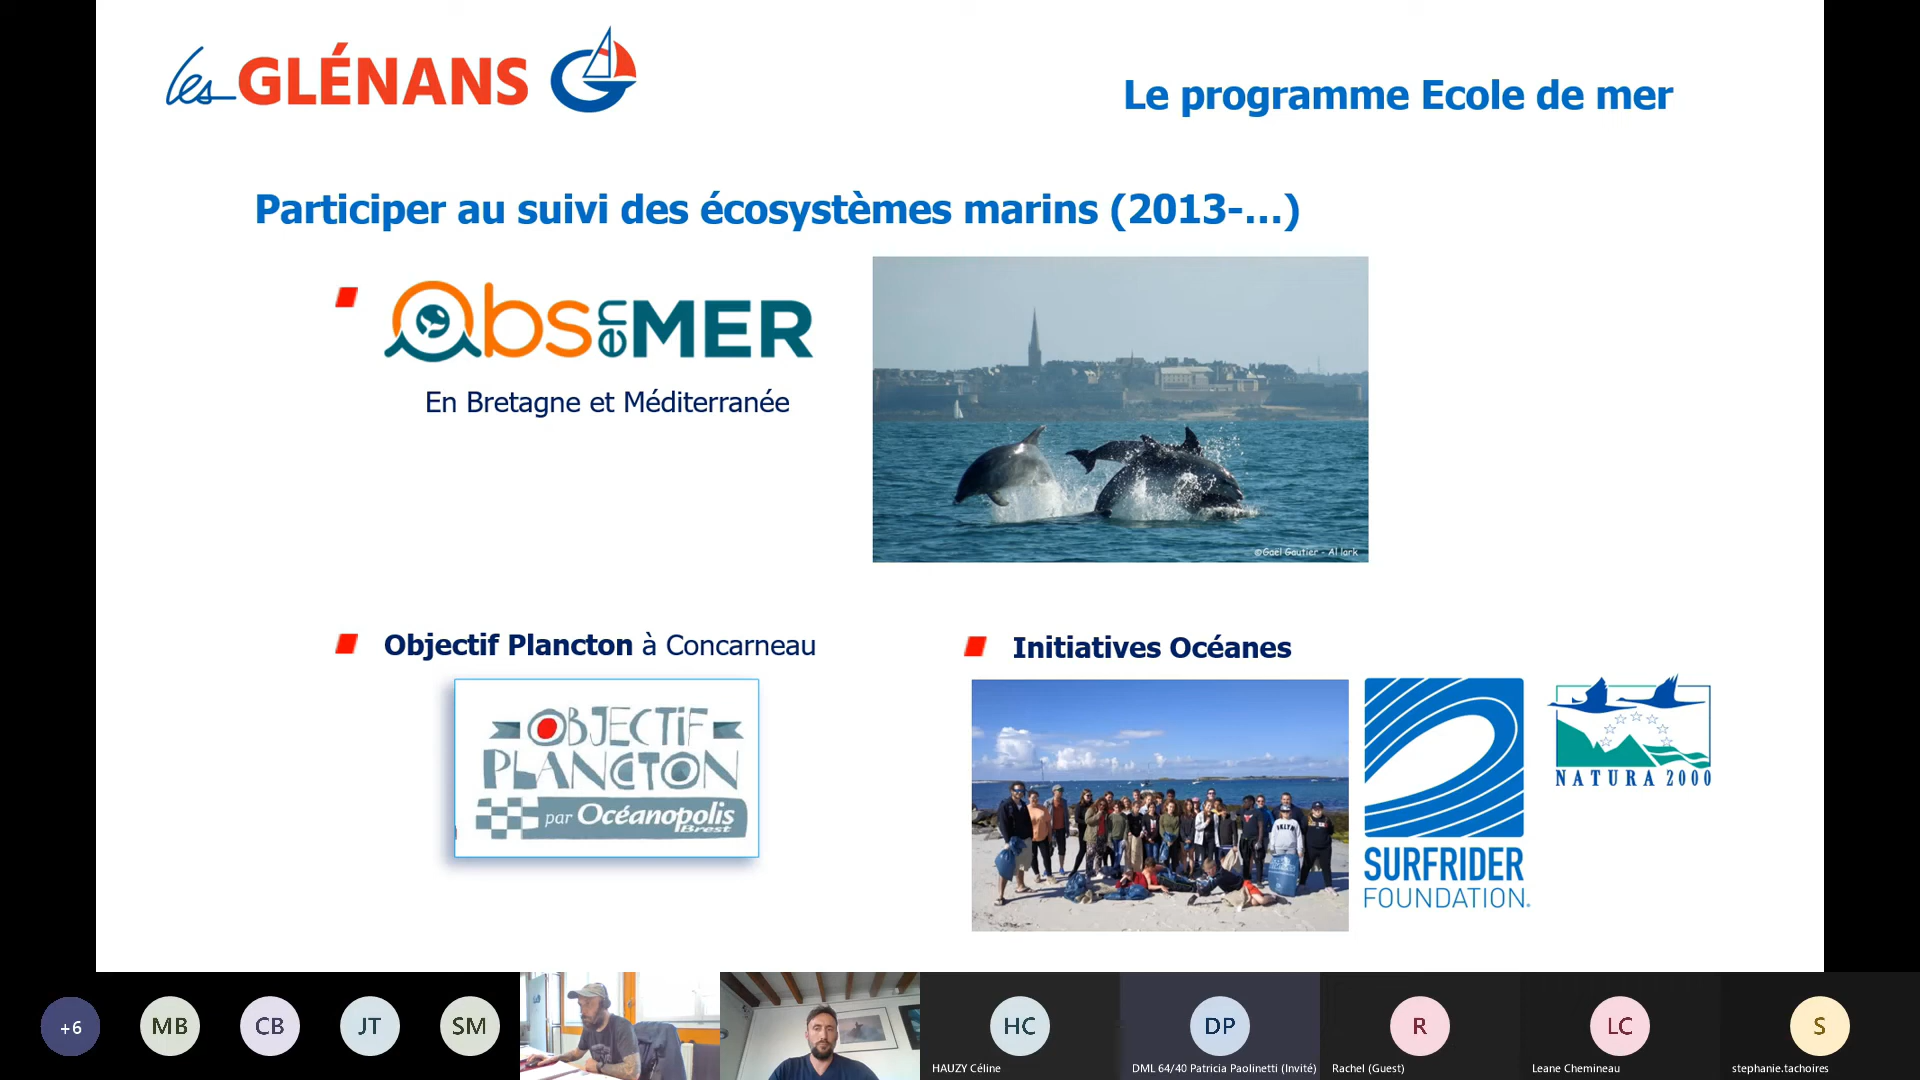 les GLÉNANS
Le programme Ecole de mer
Participer au suivi des écosystèmes marins (2013-...)
Obs en MER
En Bretagne et Méditerranée
©Gael Gautier - Al lark
Objectif Plancton à Concarneau
Initiatives Océanes
OBJECTIF
PLANCTON
par Océanopolis
Brest
SURFRIDER
FOUNDATION
NATURA 2000
+6
MB
CB
JT
SM
HC
DP
R
LC
S
HAUZY Céline
DML 64/40 Patricia Paolinetti (Invité)
Rachel (Guest)
Leane Chemineau
stephanie.tachoires